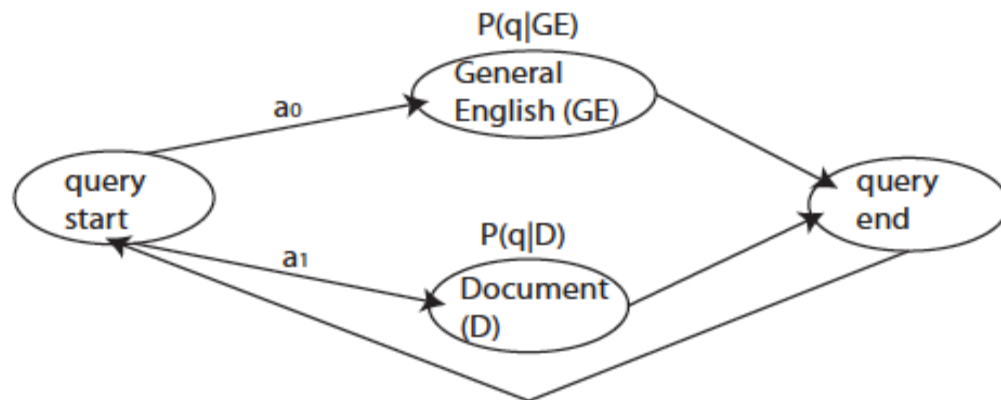 P(q|GE)
General
English (GE)
a0
query
start
query
end
P(q|D)
a1
Document
(D)